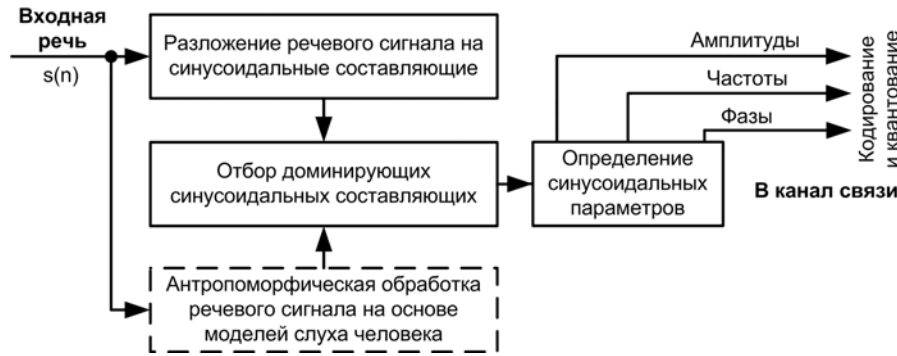 Входная
речь
s(n)
Разложение речевого сигнала на
синусоидальные составляющие
Отбор доминирующих
синусоидальных составляющих
Антропоморфическая обработка
речевого сигнала на основе
моделей слуха человека
Определение
синусоидальных
параметров
Амплитуды
Частоты
Фазы
Кодирование
и квантование
В канал связи